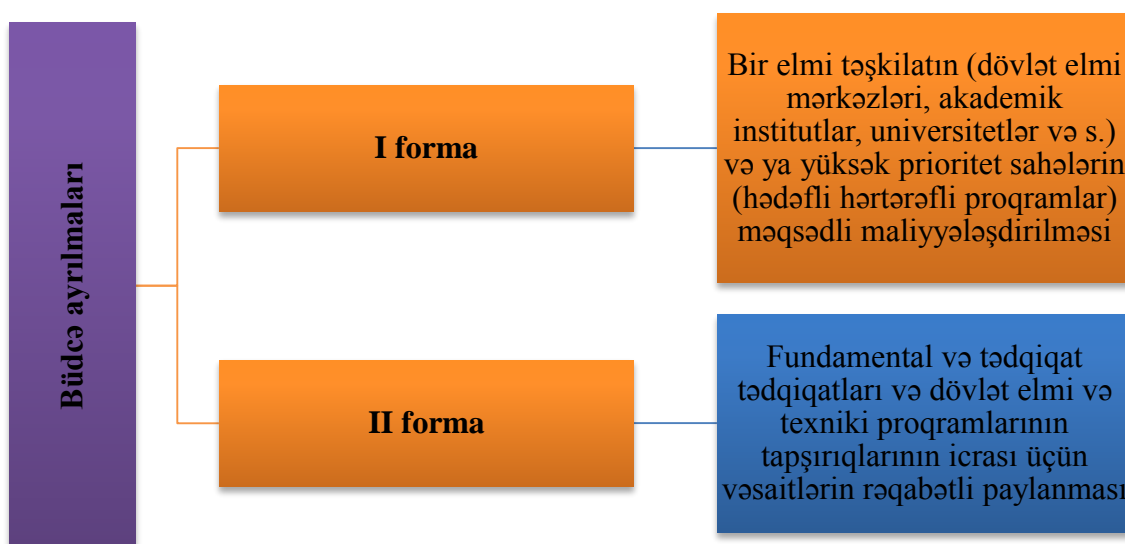 Büdcə ayrılmaları
I forma
Bir elmi təşkilatın (dövlət elmi
mərkəzləri, akademik
institutlar, universitetlər və s.)
və ya yüksək prioritet sahələrin
(hədəfli hərtərəfli proqramlar)
məqsədli maliyyələşdirilməsi
II forma
Fundamental və tədqiqat
tədqiqatları və dövlət elmi və
texniki proqramlarının
tapşırıqlarının icrası üçün
vəsaitlərin rəqabətli paylanması